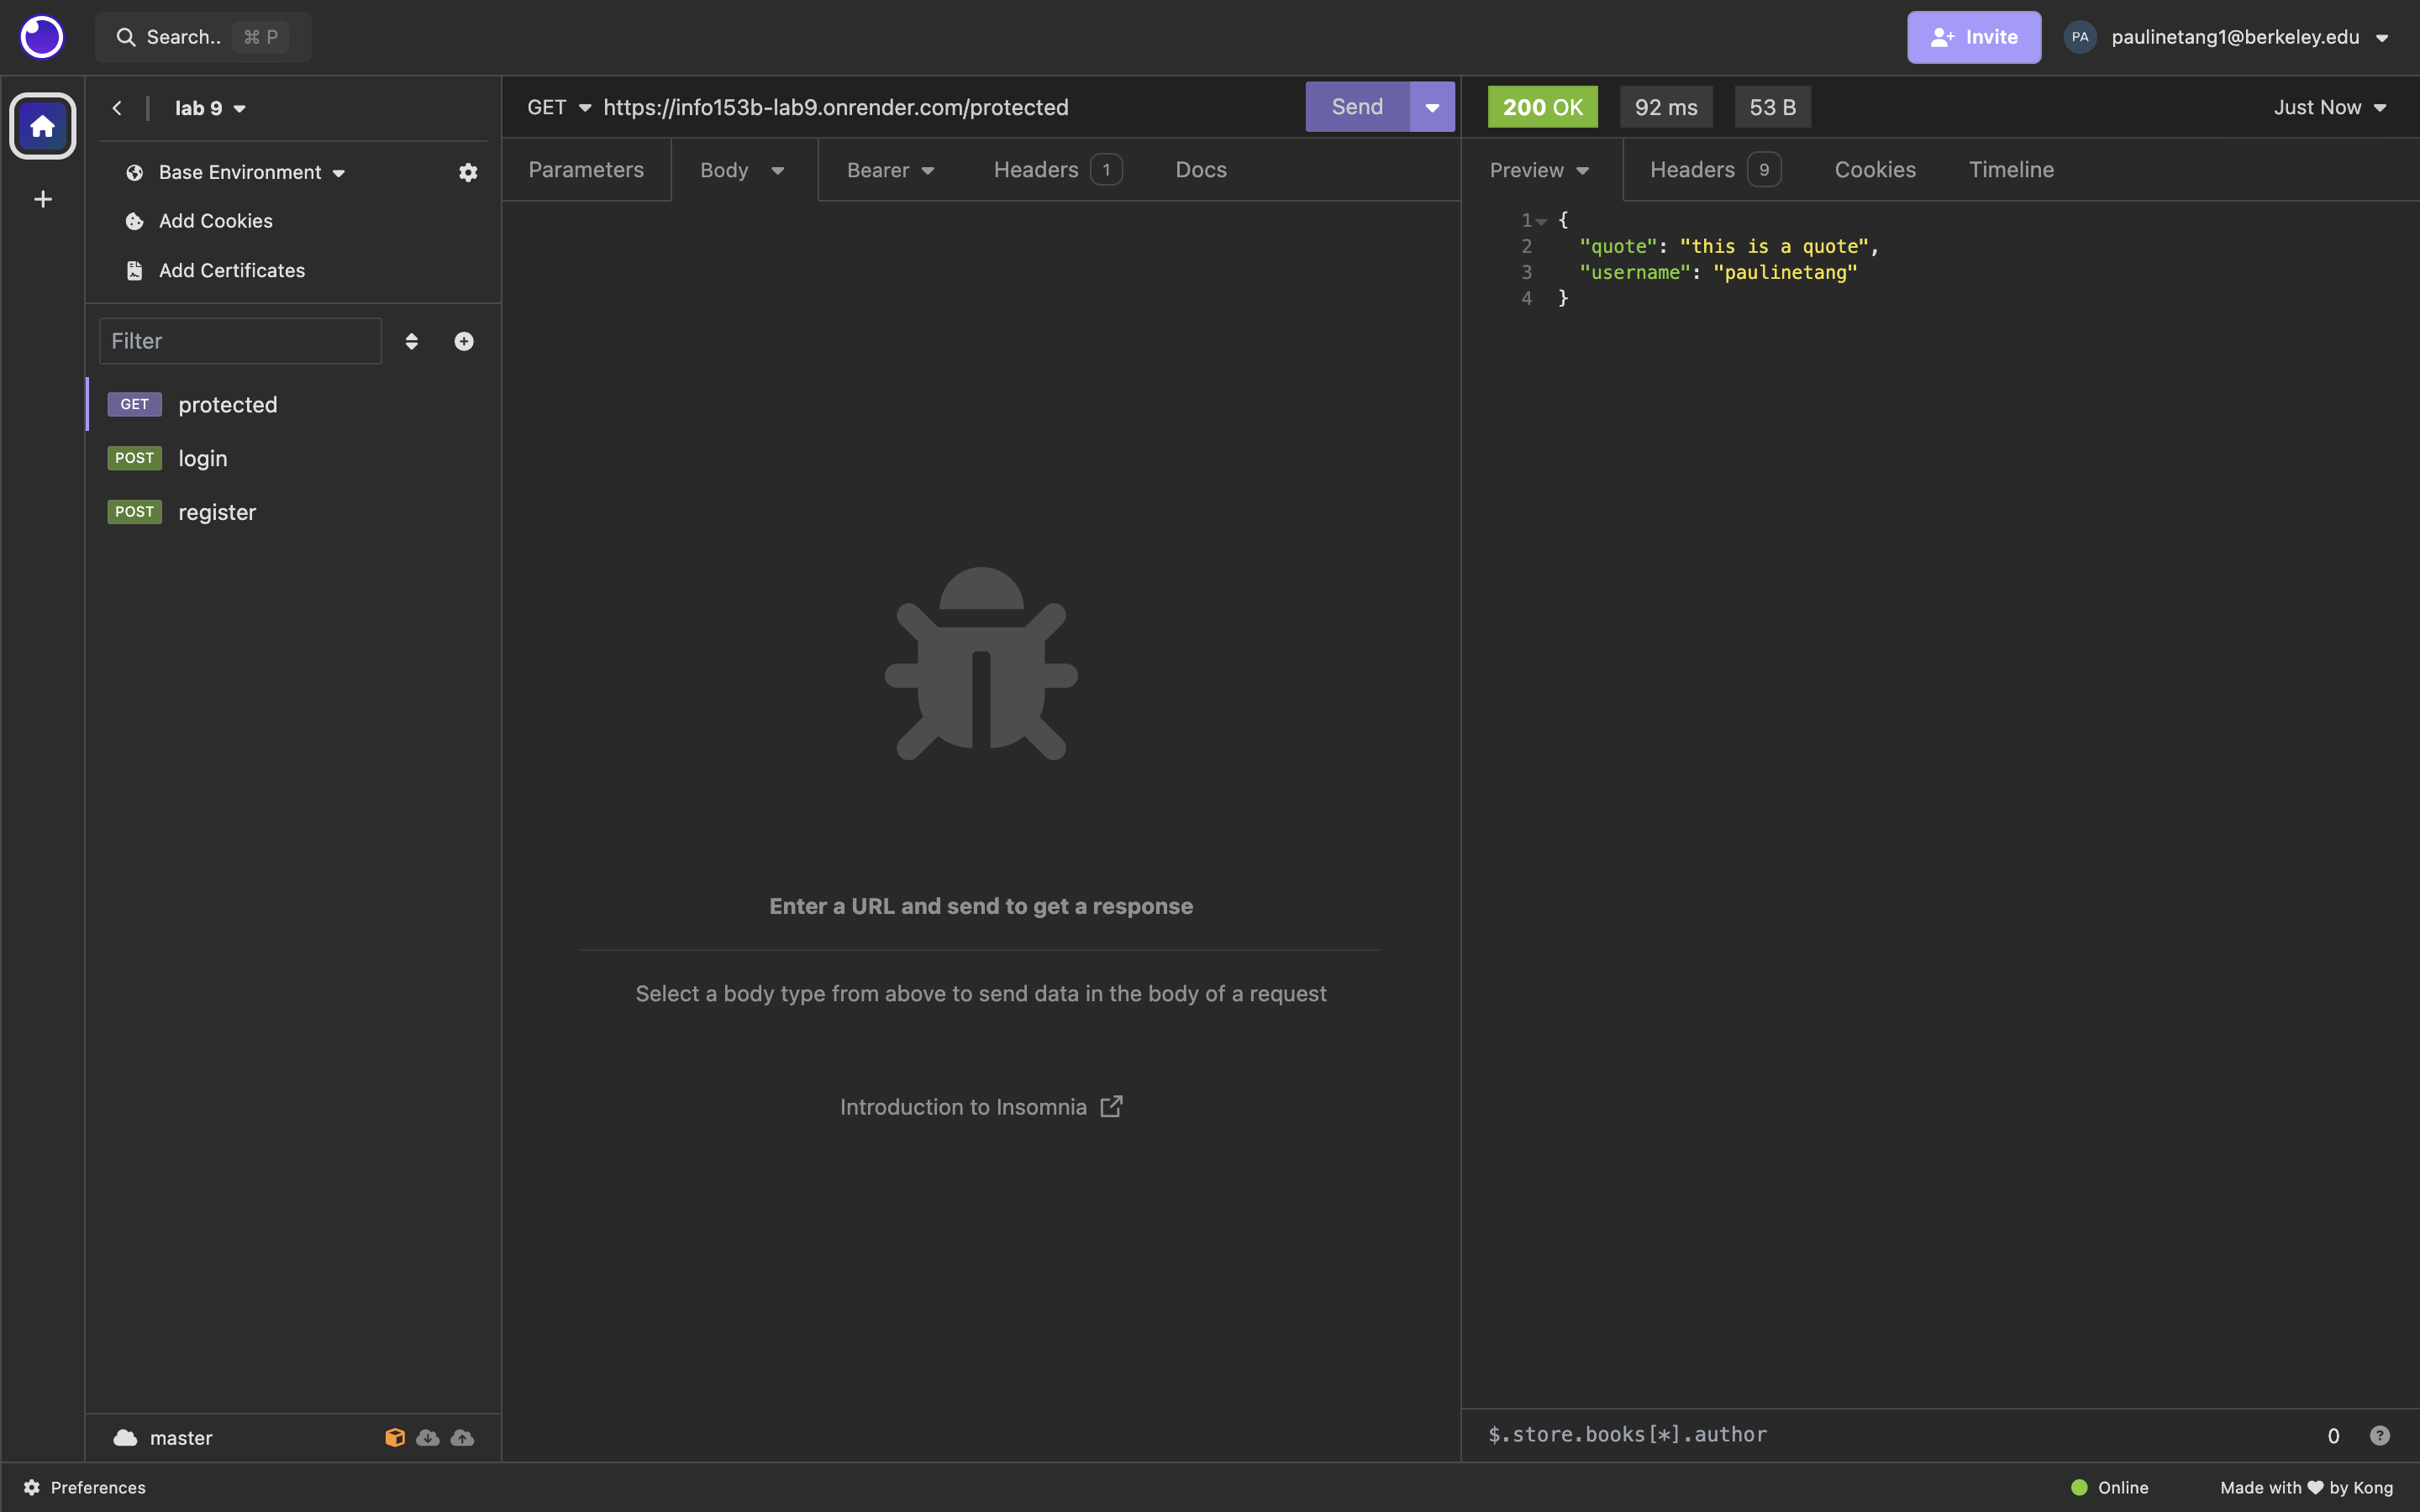 Search.. ⌘ P
Invite
PA paulinetang1@berkeley.edu
lab 9
Base Environment
Add Cookies
Add Certificates
Filter
GET protected
POST login
POST register
master
GET https://info153b-lab9.onrender.com/protected Send
Parameters Body Bearer Headers 1 Docs
Enter a URL and send to get a response
Select a body type from above to send data in the body of a request
Introduction to Insomnia
200 OK 92 ms 53 B Just Now
Preview Headers 9 Cookies Timeline
1 {
2 "quote": "this is a quote",
3 "username": "paulinetang"
4 }
$.store.books[*].author 0 ?
Preferences
Online Made with ♥ by Kong